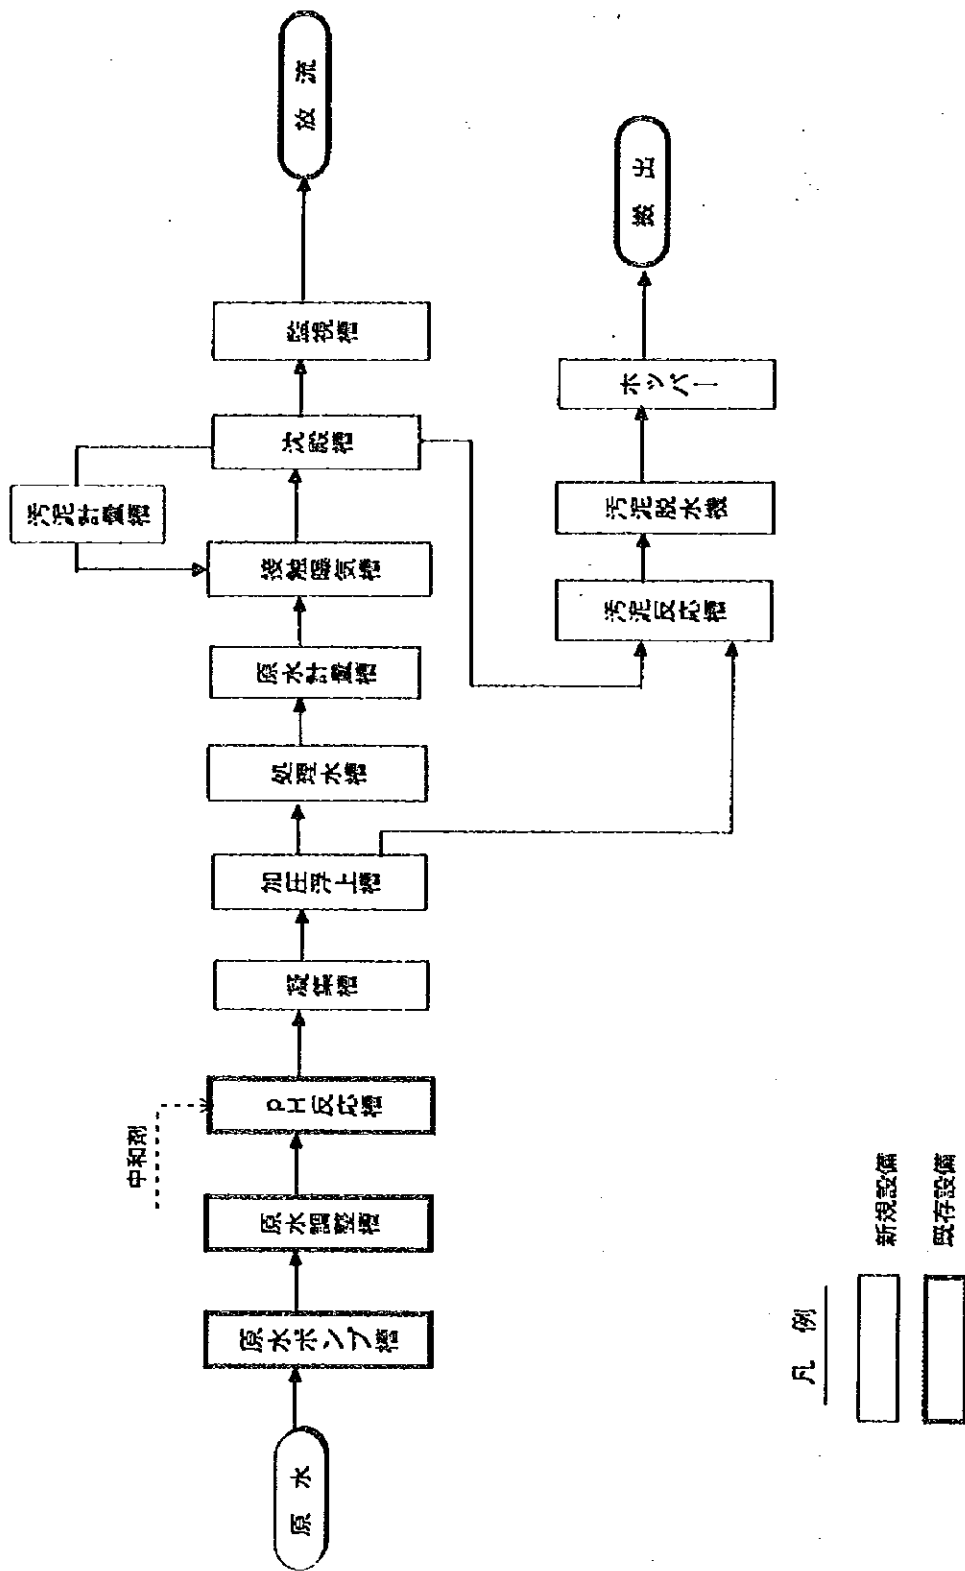 原水
原水ポンプ槽
原水調整槽
中和剤
PH反応槽
凝集槽
加圧浮上槽
処理水槽
原水計量槽
接触曝気槽
汚泥計量槽
沈殿槽
監視槽
放流
汚泥反応槽
汚泥脱水機
ホッパー
搬出
凡例
新規設備
既存設備